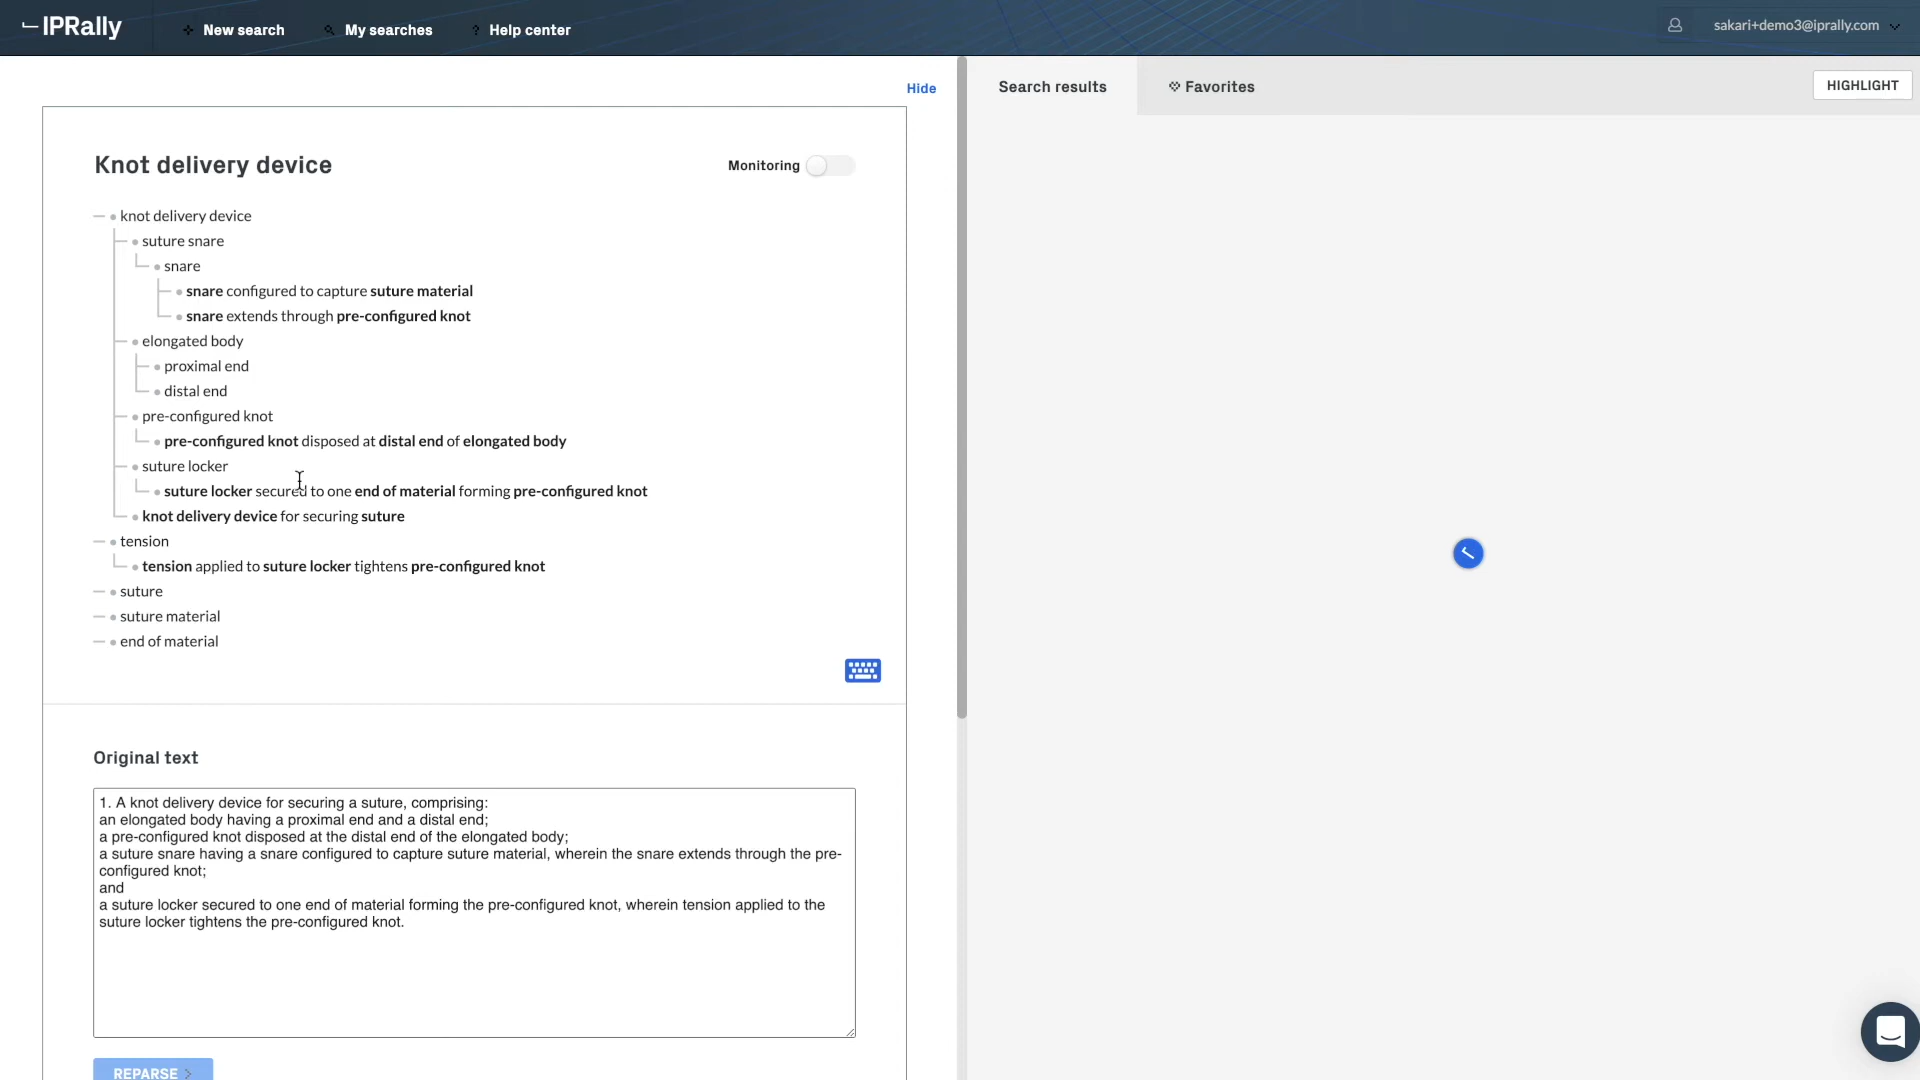 IPRally
New search
My searches
Help center
sakari+demo3@iprally.com
Hide
Search results
Favorites
HIGHLIGHT
Knot delivery device
Monitoring
knot delivery device
suture snare
snare
snare configured to capture suture material
snare extends through pre-configured knot
elongated body
proximal end
distal end
pre-configured knot
pre-configured knot disposed at distal end of elongated body
suture locker
suture locker secured to one end of material forming pre-configured knot
knot delivery device for securing suture
tension
tension applied to suture locker tightens pre-configured knot
suture
suture material
end of material
Original text
1. A knot delivery device for securing a suture, comprising:
an elongated body having a proximal end and a distal end;
a pre-configured knot disposed at the distal end of the elongated body;
a suture snare having a snare configured to capture suture material, wherein the snare extends through the pre-
configured knot;
and
a suture locker secured to one end of material forming the pre-configured knot, wherein tension applied to the
suture locker tightens the pre-configured knot.
REPARSE